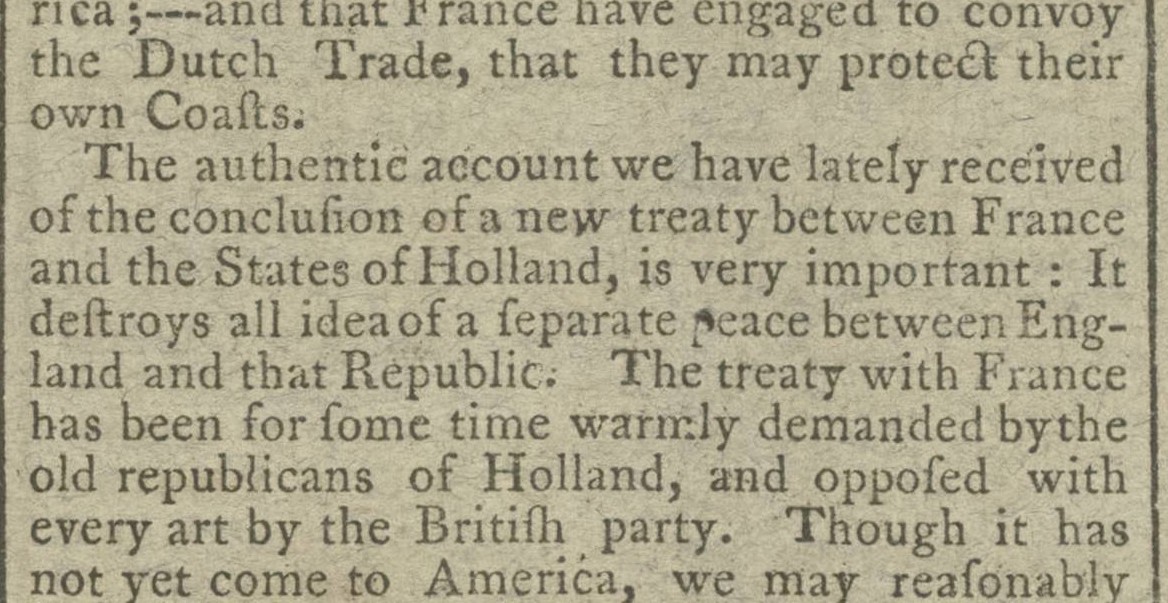 rica ;---and that France have engaged to convoy
the Dutch Trade, that they may protect their
own Coaſts.
The authentic account we have lately received
of the concluſion of a new treaty between France
and the States of Holland, is very important : It
deſtroys all idea of a ſeparate peace between Eng-
land and that Republic. The treaty with France
has been for ſome time warmly demanded by the
old republicans of Holland, and oppoſed with
every art by the Britiſh party. Though it has
not yet come to America, we may reaſonably